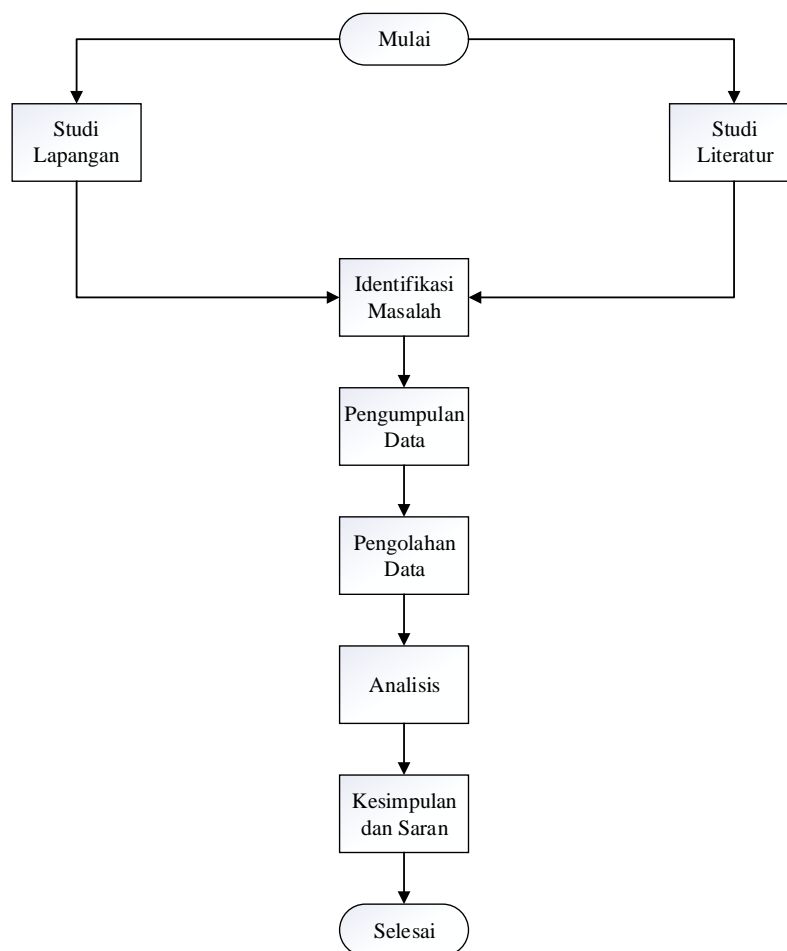 Mulai
Studi
Lapangan
Studi
Literatur
Identifikasi
Masalah
Pengumpulan
Data
Pengolahan
Data
Analisis
Kesimpulan
dan Saran
Selesai